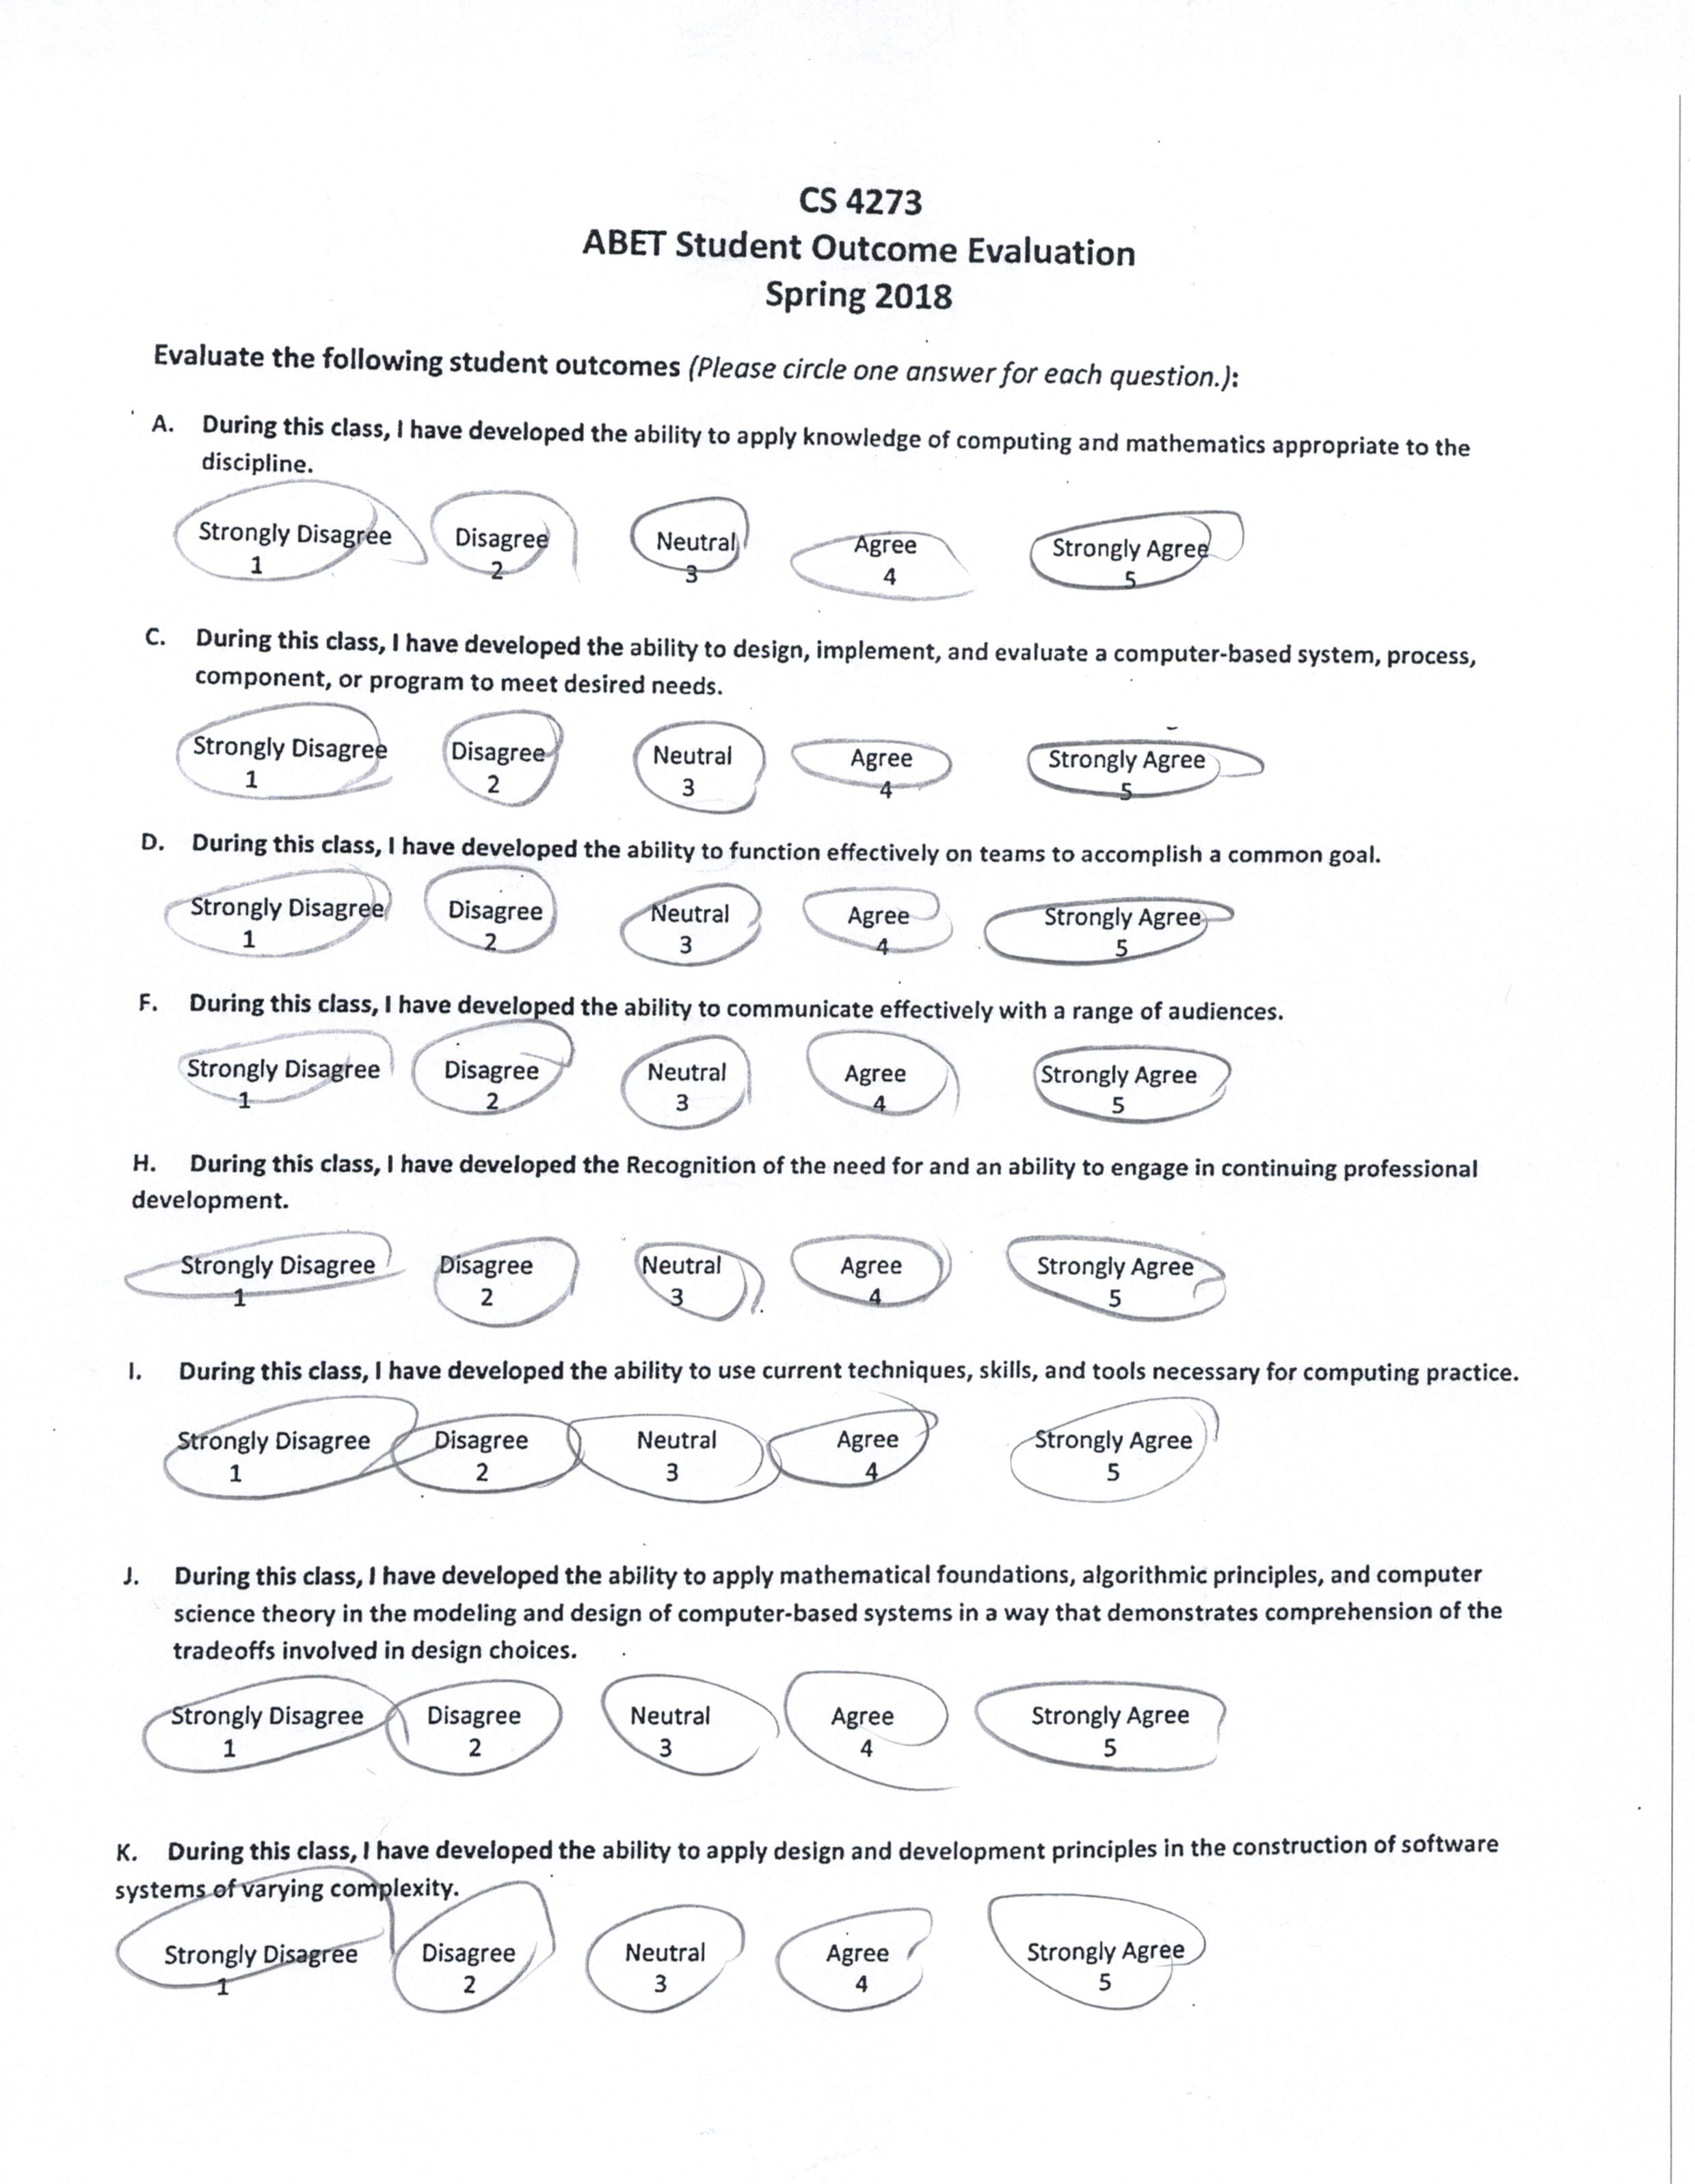 CS 4273
ABET Student Outcome Evaluation
Spring 2018
Evaluate the following student outcomes (Please circle one answer for each question.):
A. During this class, I have developed the ability to apply knowledge of computing and mathematics appropriate to the
discipline.
Strongly Disagree Disagree Neutral Agree Strongly Agree
1 2 3 4 5
C. During this class, I have developed the ability to design, implement, and evaluate a computer-based system, process,
component, or program to meet desired needs.
Strongly Disagree Disagree Neutral Agree Strongly Agree
1 2 3 4 5
D. During this class, I have developed the ability to function effectively on teams to accomplish a common goal.
Strongly Disagree Disagree Neutral Agree Strongly Agree
1 2 3 4 5
F. During this class, I have developed the ability to communicate effectively with a range of audiences.
Strongly Disagree Disagree Neutral Agree Strongly Agree
1 2 3 4 5
H. During this class, I have developed the Recognition of the need for and an ability to engage in continuing professional
development.
Strongly Disagree Disagree Neutral Agree Strongly Agree
1 2 3 4 5
I. During this class, I have developed the ability to use current techniques, skills, and tools necessary for computing practice.
Strongly Disagree Disagree Neutral Agree Strongly Agree
1 2 3 4 5
J. During this class, I have developed the ability to apply mathematical foundations, algorithmic principles, and computer
science theory in the modeling and design of computer-based systems in a way that demonstrates comprehension of the
tradeoffs involved in design choices.
Strongly Disagree Disagree Neutral Agree Strongly Agree
1 2 3 4 5
K. During this class, I have developed the ability to apply design and development principles in the construction of software
systems of varying complexity.
Strongly Disagree Disagree Neutral Agree Strongly Agree
1 2 3 4 5